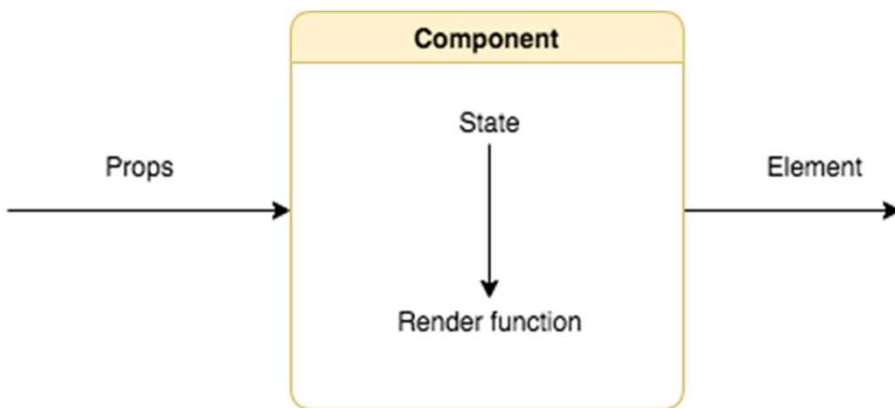 Component
State
Props
Element
Render function